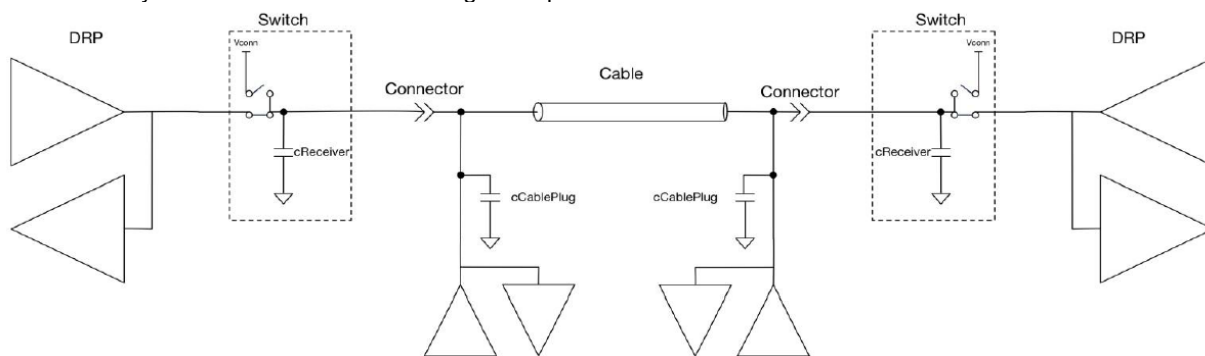 Switch
Switch
DRP
DRP
Vconn
Vconn
Cable
Connector
Connector
cReceiver
cReceiver
cCablePlug
cCablePlug